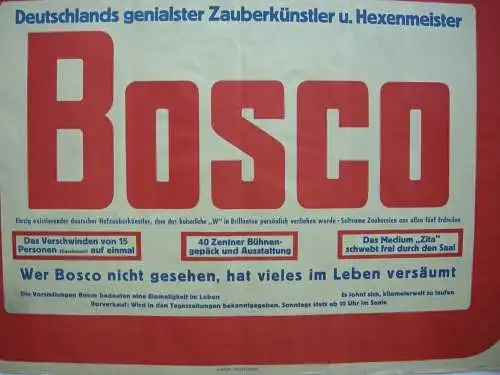 Deutschlands genialster Zauberkünstler u. Hexenmeister
Bosco
Einzig existierender deutscher Hofzauberkünstler, dem das kaiserliche „W" in Brillanten persönlich verliehen wurde - Seltsame Zaubereien aus allen fünf Erdteilen
Das Verschwinden von 15
Personen auf einmal
40 Zentner Bühnen-
gepäck und Ausstattung
Das Medium „Zita"
schwebt frei durch den Saal
Wer Bosco nicht gesehen, hat vieles im Leben versäumt
Die Vorstellungen Bosco bedeuten eine Einmaligkeit im Leben
Es lohnt sich, kilometerweit zu laufen
Vorverkauf: Wird in den Tageszeitungen bekanntgegeben. Sonntags stets ab 10 Uhr im Saale